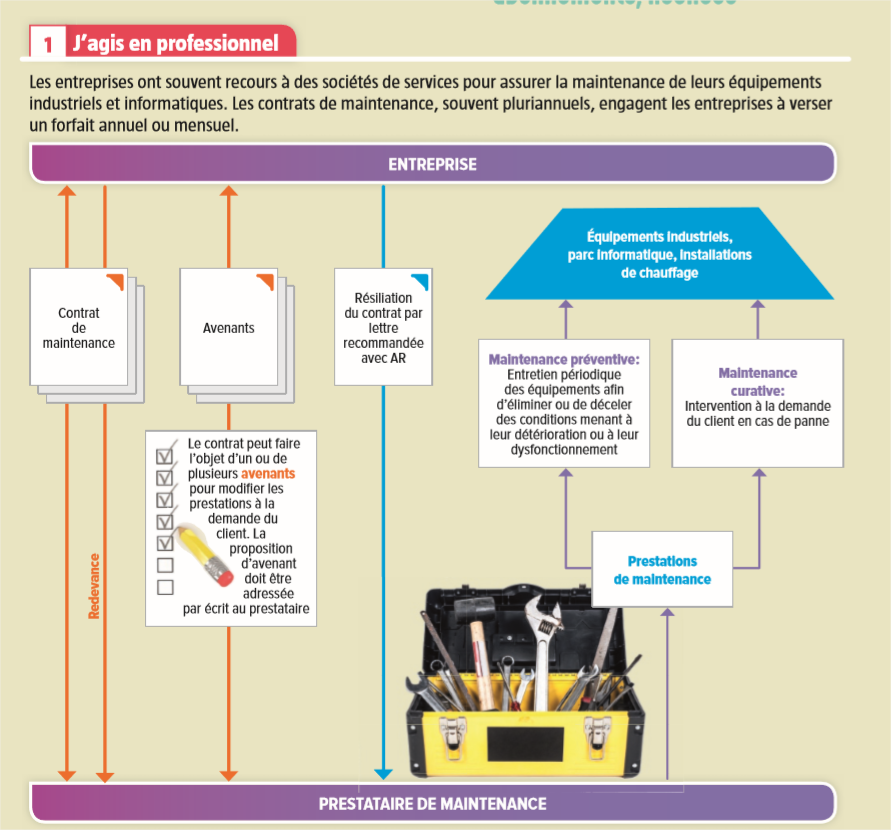 1 J'agis en professionnel
Les entreprises ont souvent recours à des sociétés de services pour assurer la maintenance de leurs équipements
industriels et informatiques. Les contrats de maintenance, souvent pluriannuels, engagent les entreprises à verser
un forfait annuel ou mensuel.
ENTREPRISE
Contrat
de
maintenance
Avenants
Résiliation
du contrat par
lettre
recommandée
avec AR
Équipements industriels,
parc informatique, installations
de chauffage
Maintenance préventive:
Entretien périodique
des équipements afin
d'éliminer ou de déceler
des conditions menant à
leur détérioration ou à leur
dysfonctionnement
Maintenance
curative:
Intervention à la demande
du client en cas de panne
Le contrat peut faire
l'objet d'un ou de
plusieurs avenants
pour modifier les
prestations à la
demande du
client. La
proposition
d'avenant
doit être
adressée
par écrit au prestataire
Redevance
Prestations
de maintenance
PRESTATAIRE DE MAINTENANCE